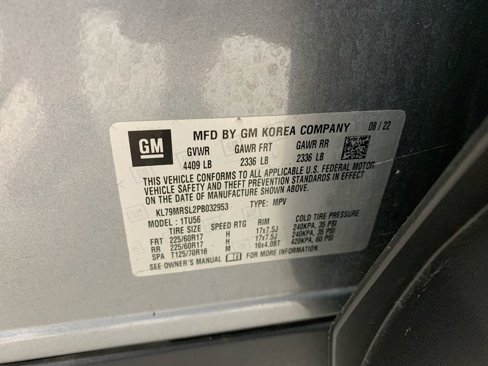 GM
MFD BY GM KOREA COMPANY 08 / 22
GVWR GAWR FRT GAWR RR
4409 LB 2336 LB 2336 LB
THIS VEHICLE CONFORMS TO ALL APPLICABLE U.S. FEDERAL MOTOR
VEHICLE SAFETY AND THEFT PREVENTION STANDARDS IN EFFECT
ON THE DATE OF MANUFACTURE SHOWN ABOVE.
KL79MRSL2PB032953 TYPE: MPV
MODEL : 1TU56
TIRE SIZE SPEED RTG RIM COLD TIRE PRESSURE
FRT 225/60R17 H 17x7.5J 240KPA, 35 PSI
RR 225/60R17 H 17x7.5J 240KPA, 35 PSI
SPA T125/70R16 M 16x4.0BT 420KPA, 60 PSI
SEE OWNER'S MANUAL FOR MORE INFORMATION.